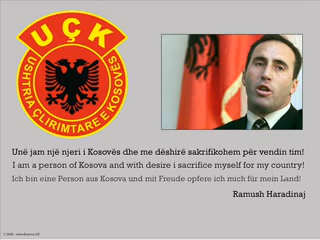 UÇK
USHTRIA ÇLIRIMTARE E KOSOVËS
Unë jam një njeri i Kosovës dhe me dëshirë sakrifikohem për vendin tim!
I am a person of Kosova and with desire i sacrifice myself for my country!
Ich bin eine Person aus Kosova und mit Freude opfere ich mich für mein Land!
Ramush Haradinaj